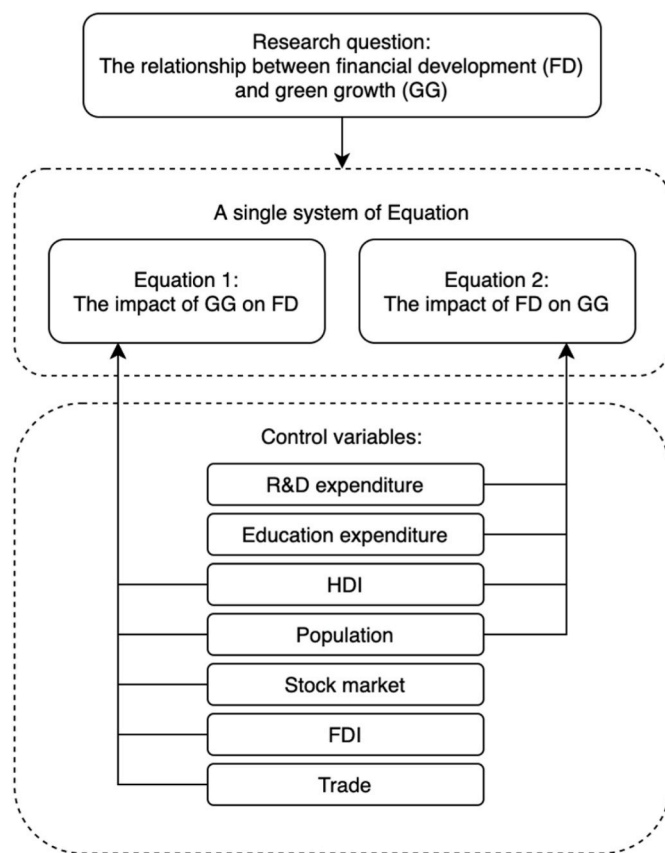 Research question:
The relationship between financial development (FD)
and green growth (GG)
A single system of Equation
Equation 1:
The impact of GG on FD
Equation 2:
The impact of FD on GG
Control variables:
R&D expenditure
Education expenditure
HDI
Population
Stock market
FDI
Trade